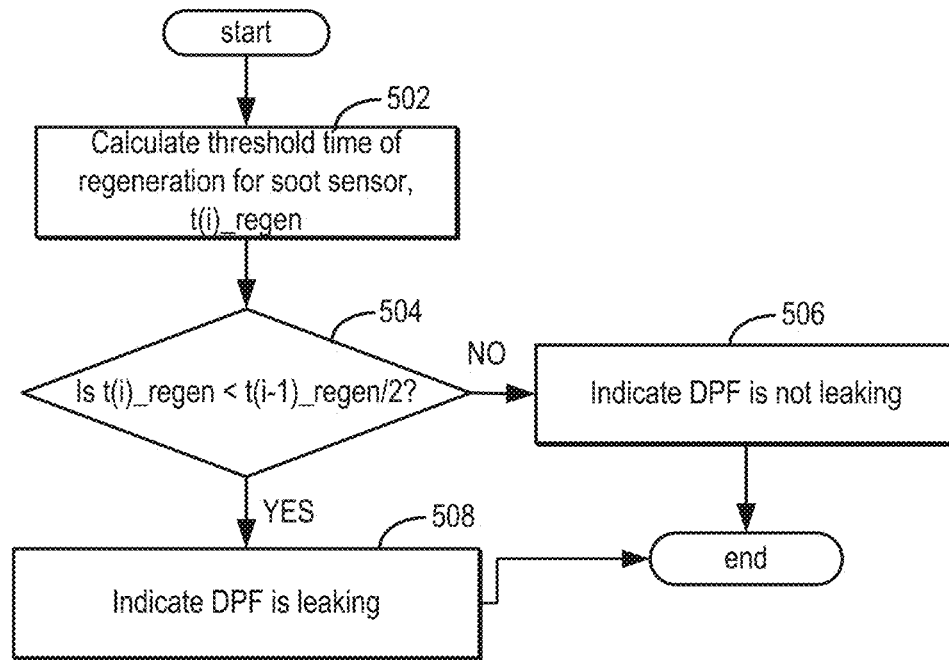 start
502
Calculate threshold time of
regeneration for soot sensor,
t(i)_regen
504
Is t(i)_regen < t(i-1)_regen/2?
NO
506
Indicate DPF is not leaking
YES
508
Indicate DPF is leaking
end